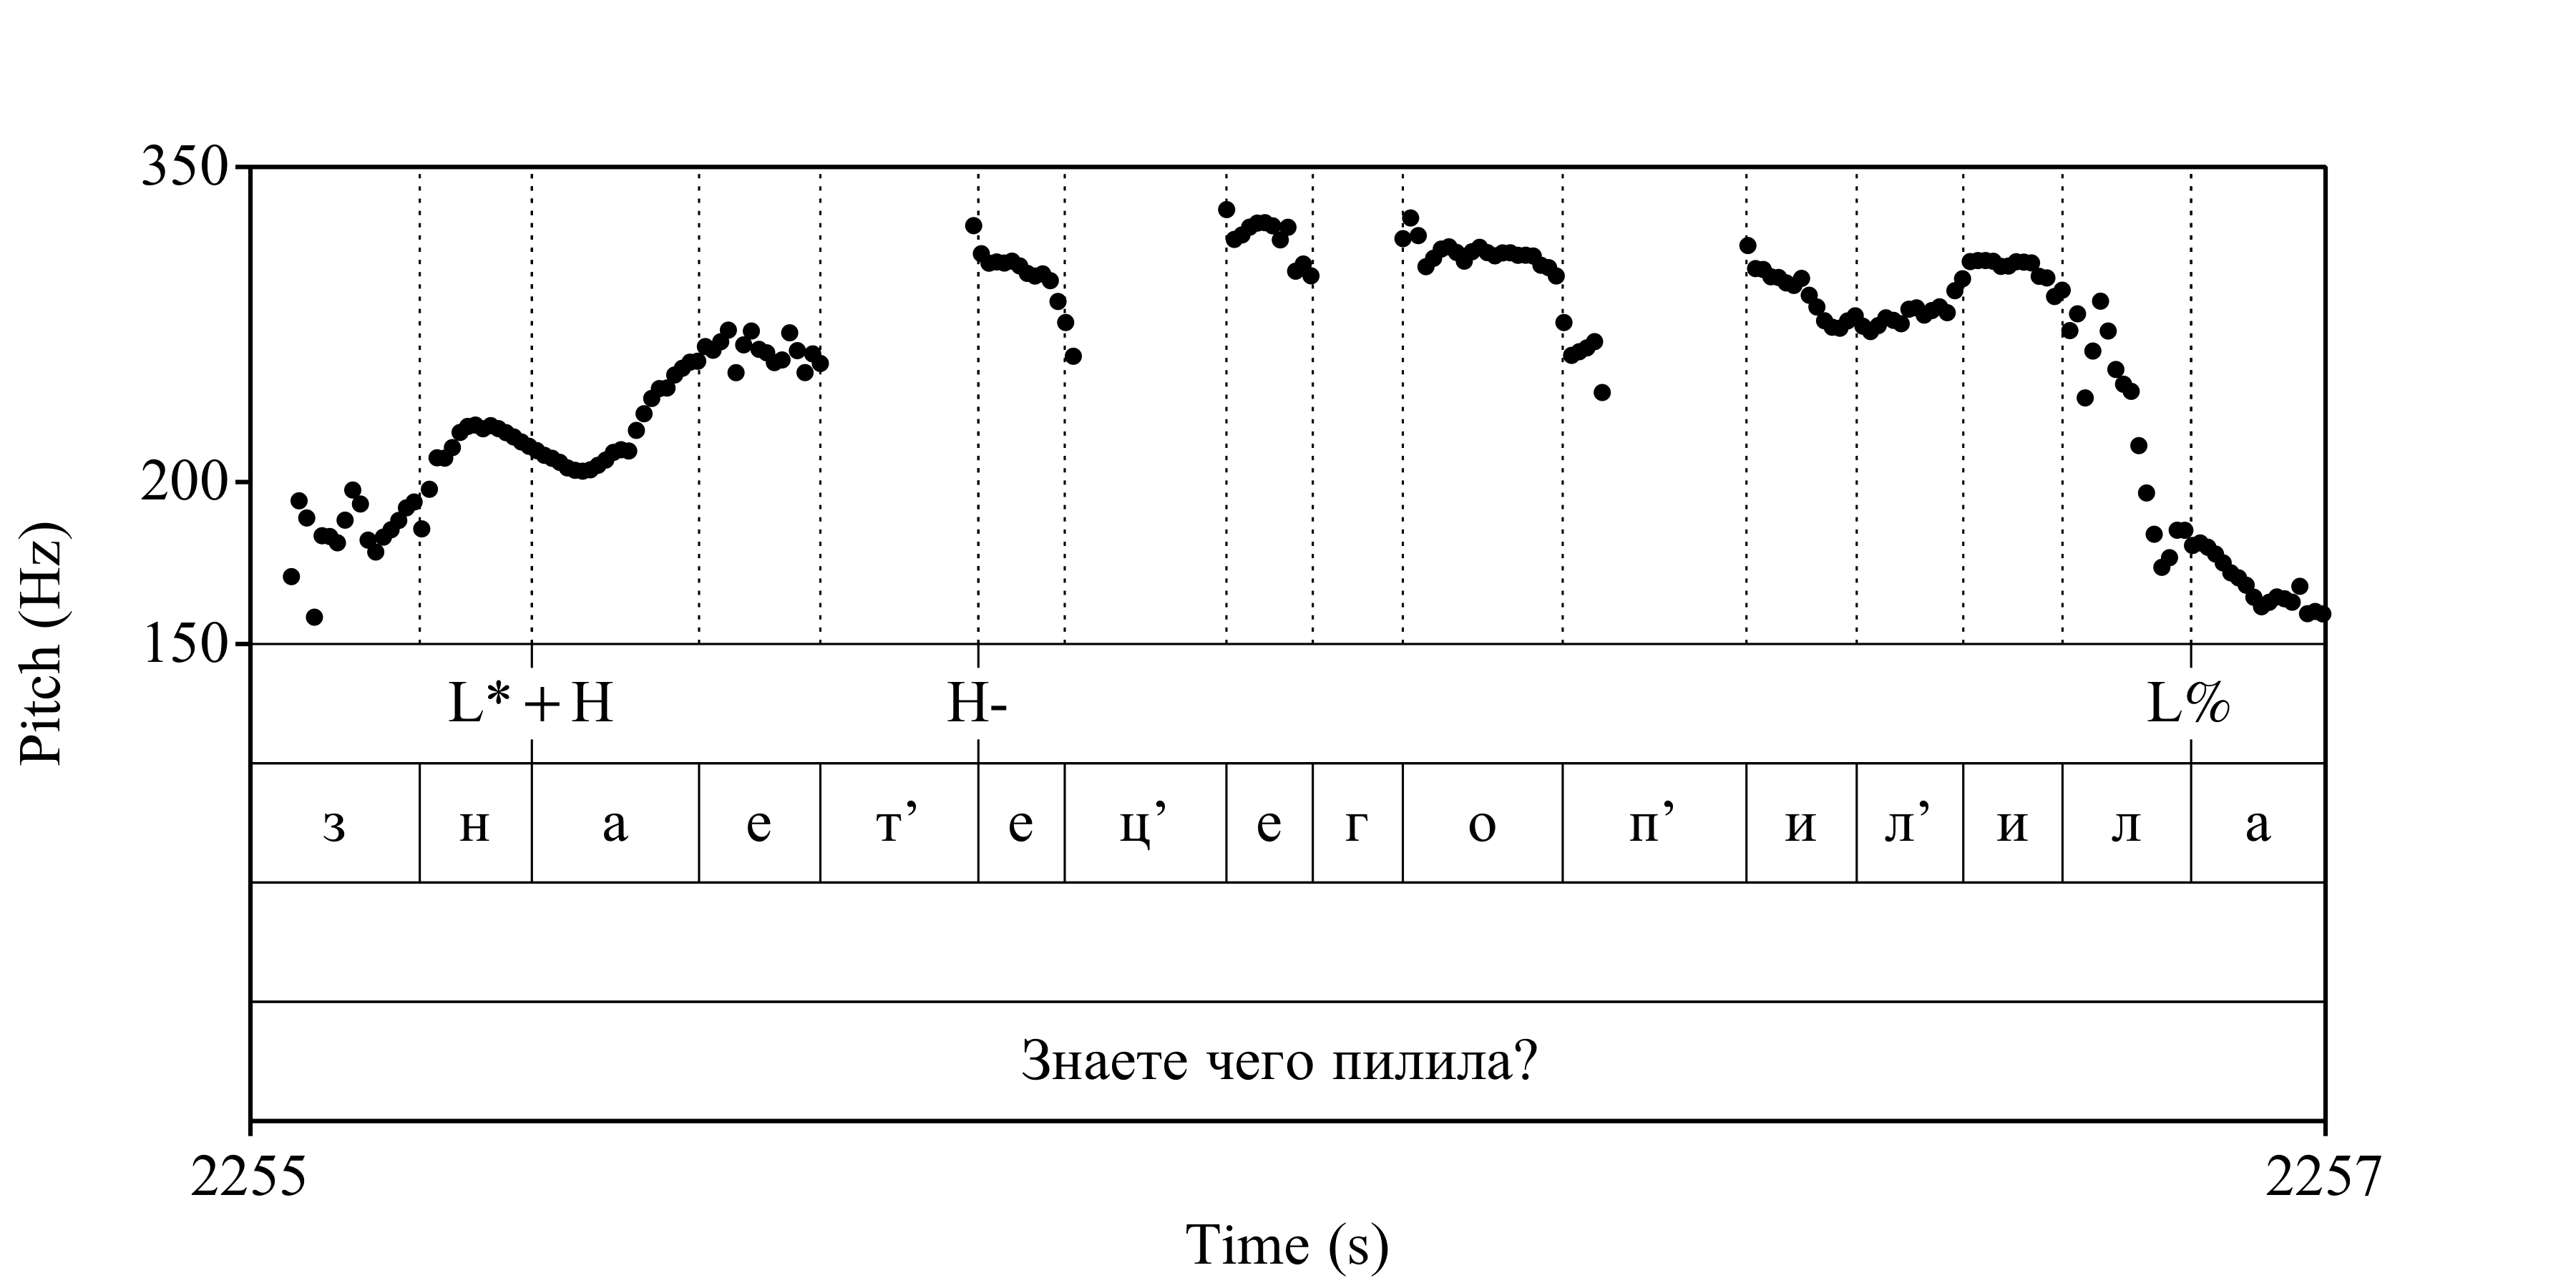 350
200
150
Pitch (Hz)
L*+H H- L%
з н а е т’ е ц’ е г о п’ и л’ и л а
Знаете чего пилила?
2255 2257
Time (s)